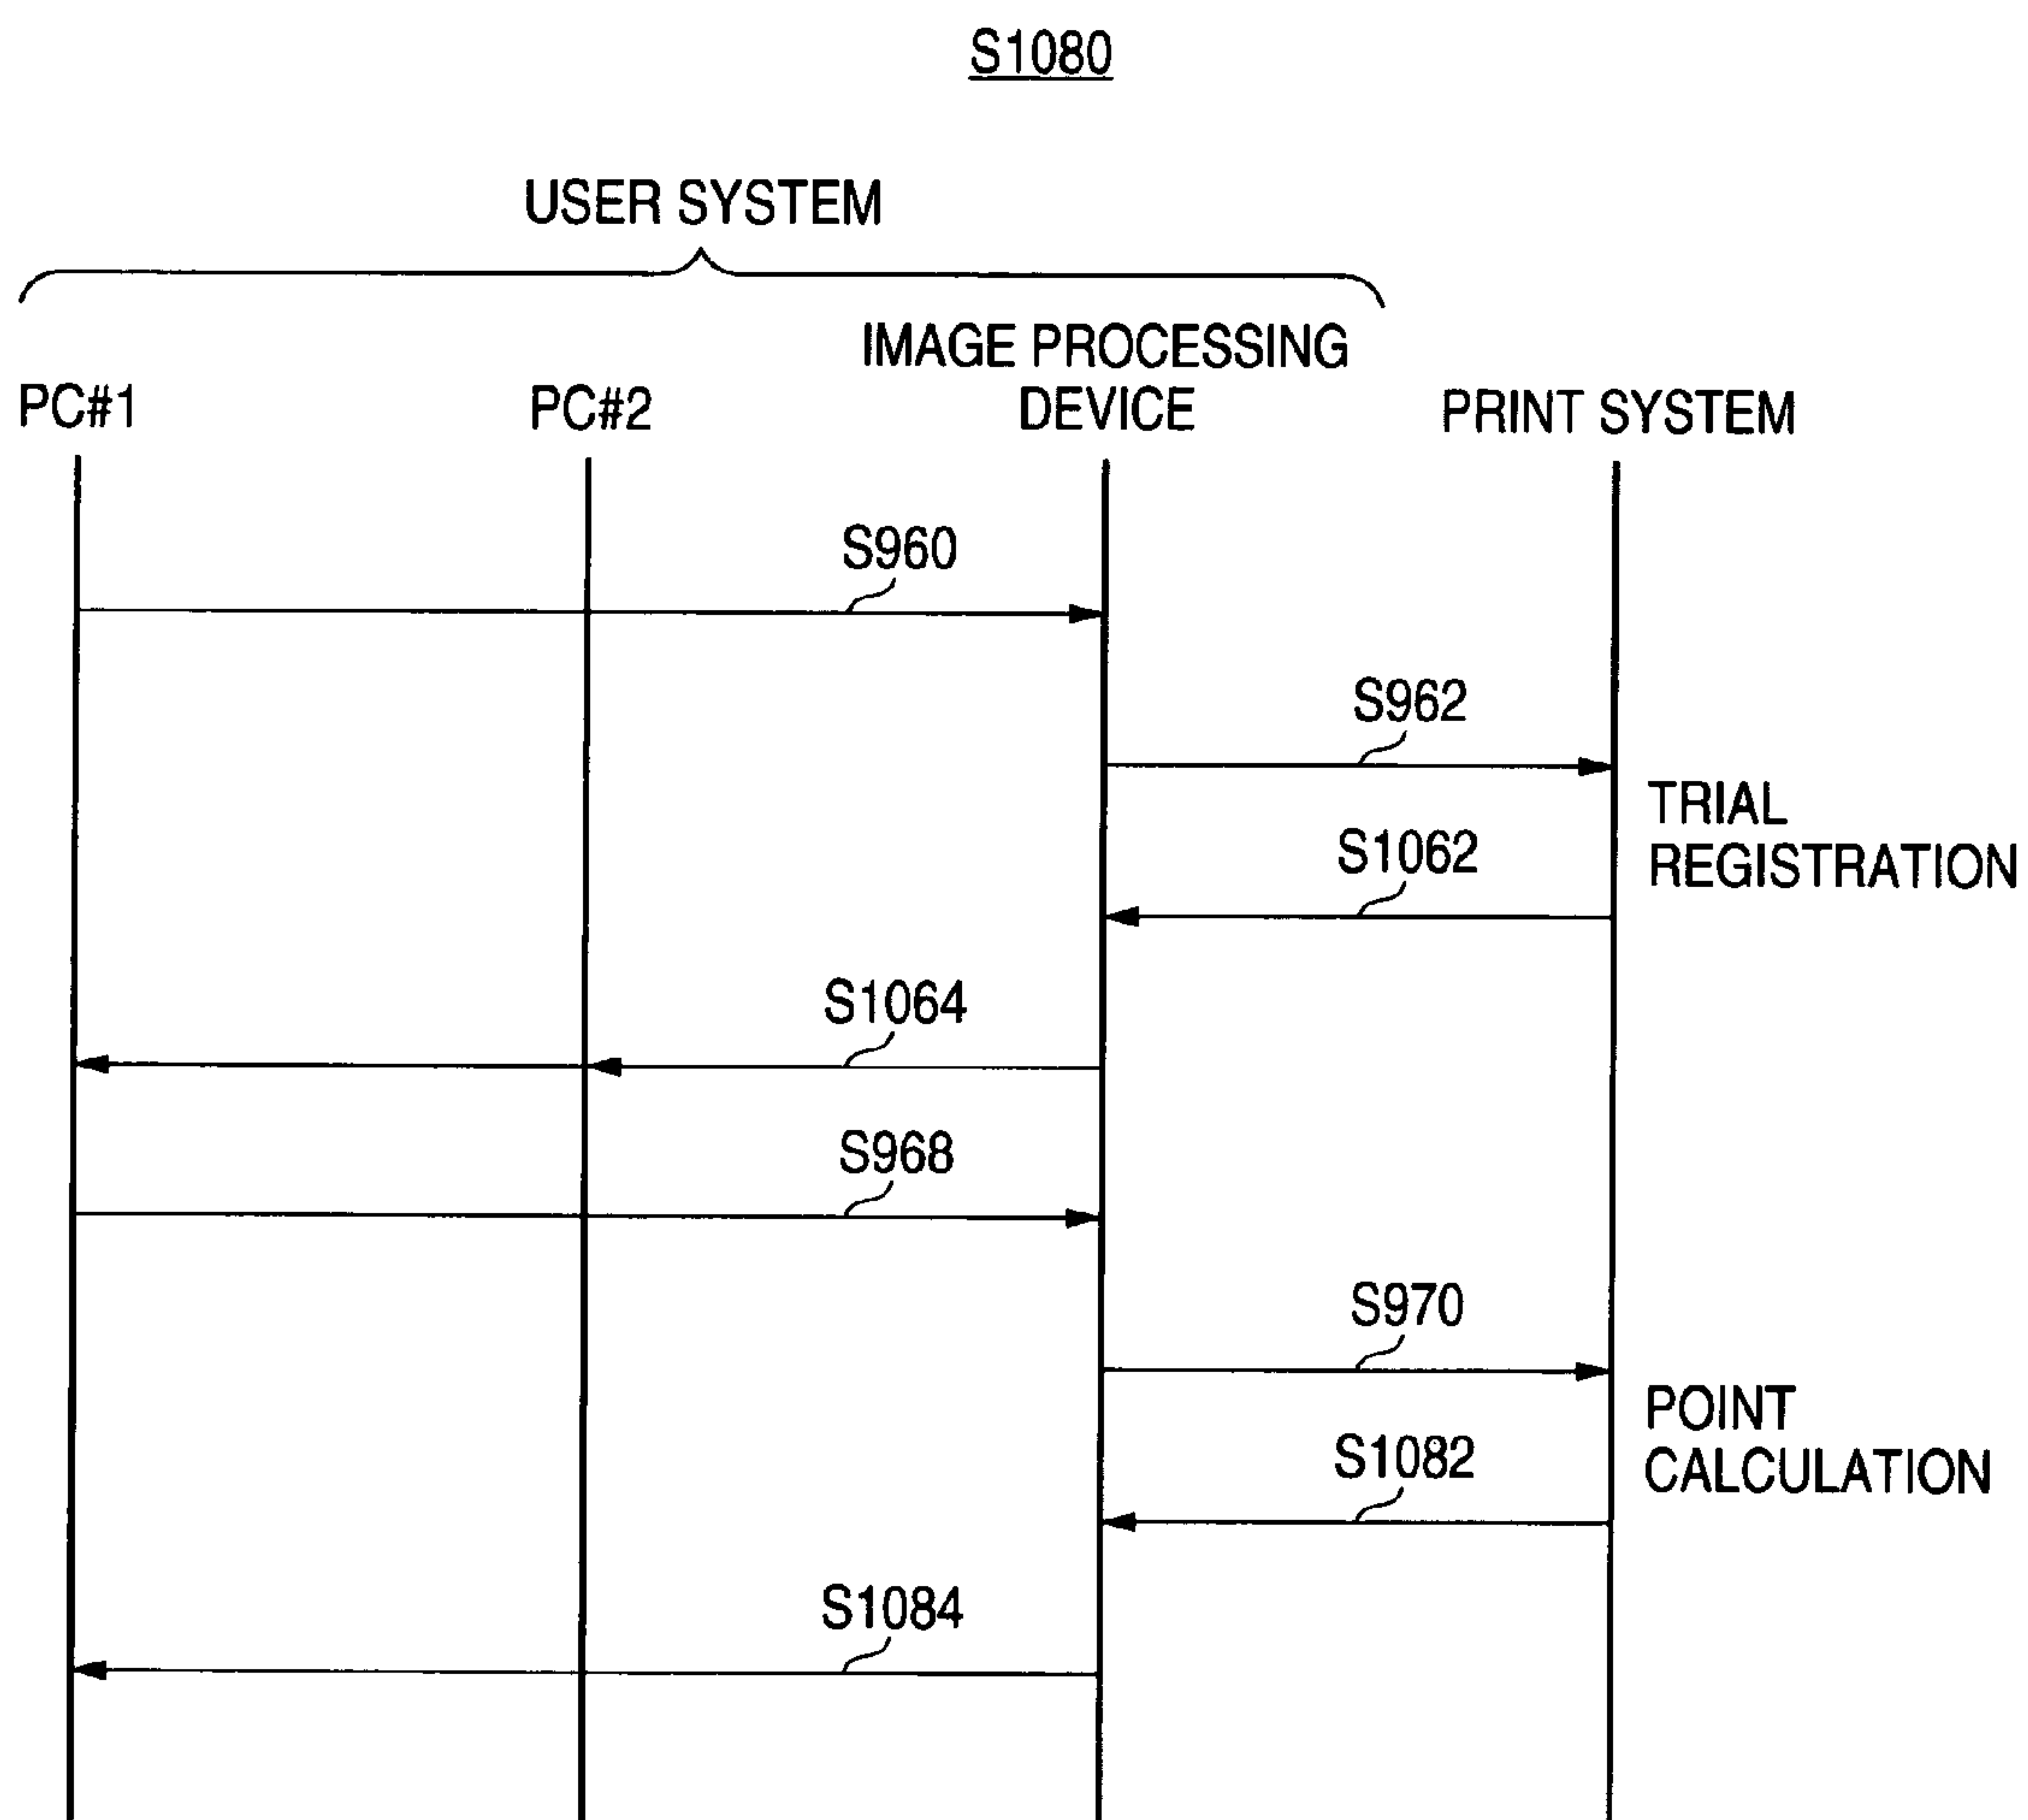 S1080
USER SYSTEM
IMAGE PROCESSING
DEVICE
PC#1
PC#2
PRINT SYSTEM
S960
S962
TRIAL
REGISTRATION
S1062
S1064
S968
S970
POINT
CALCULATION
S1082
S1084